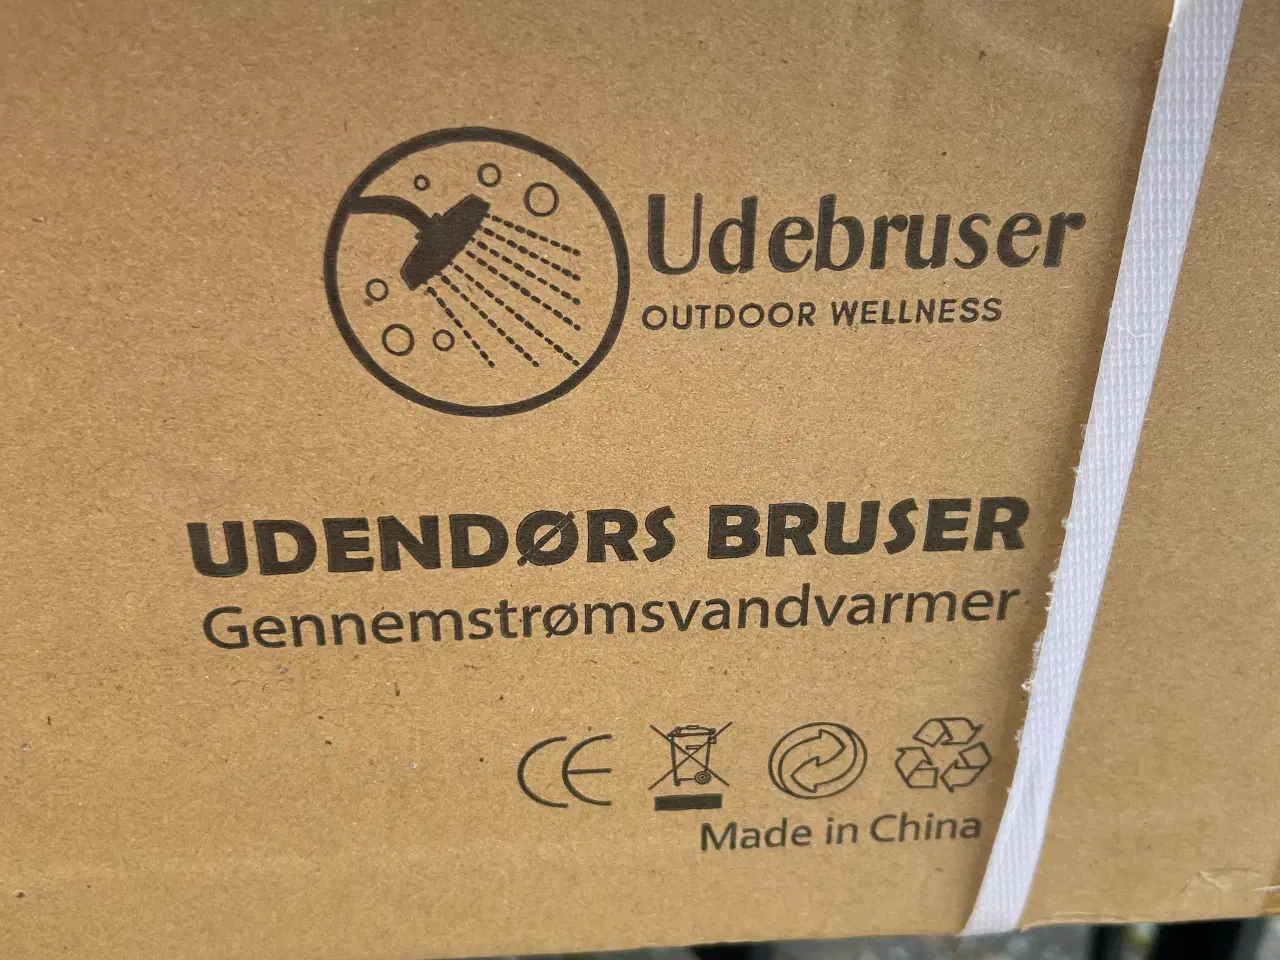 Udebruser
OUTDOOR WELLNESS
UDENDØRS BRUSER
Gennemstrømsvandvarmer
CE
Made in China